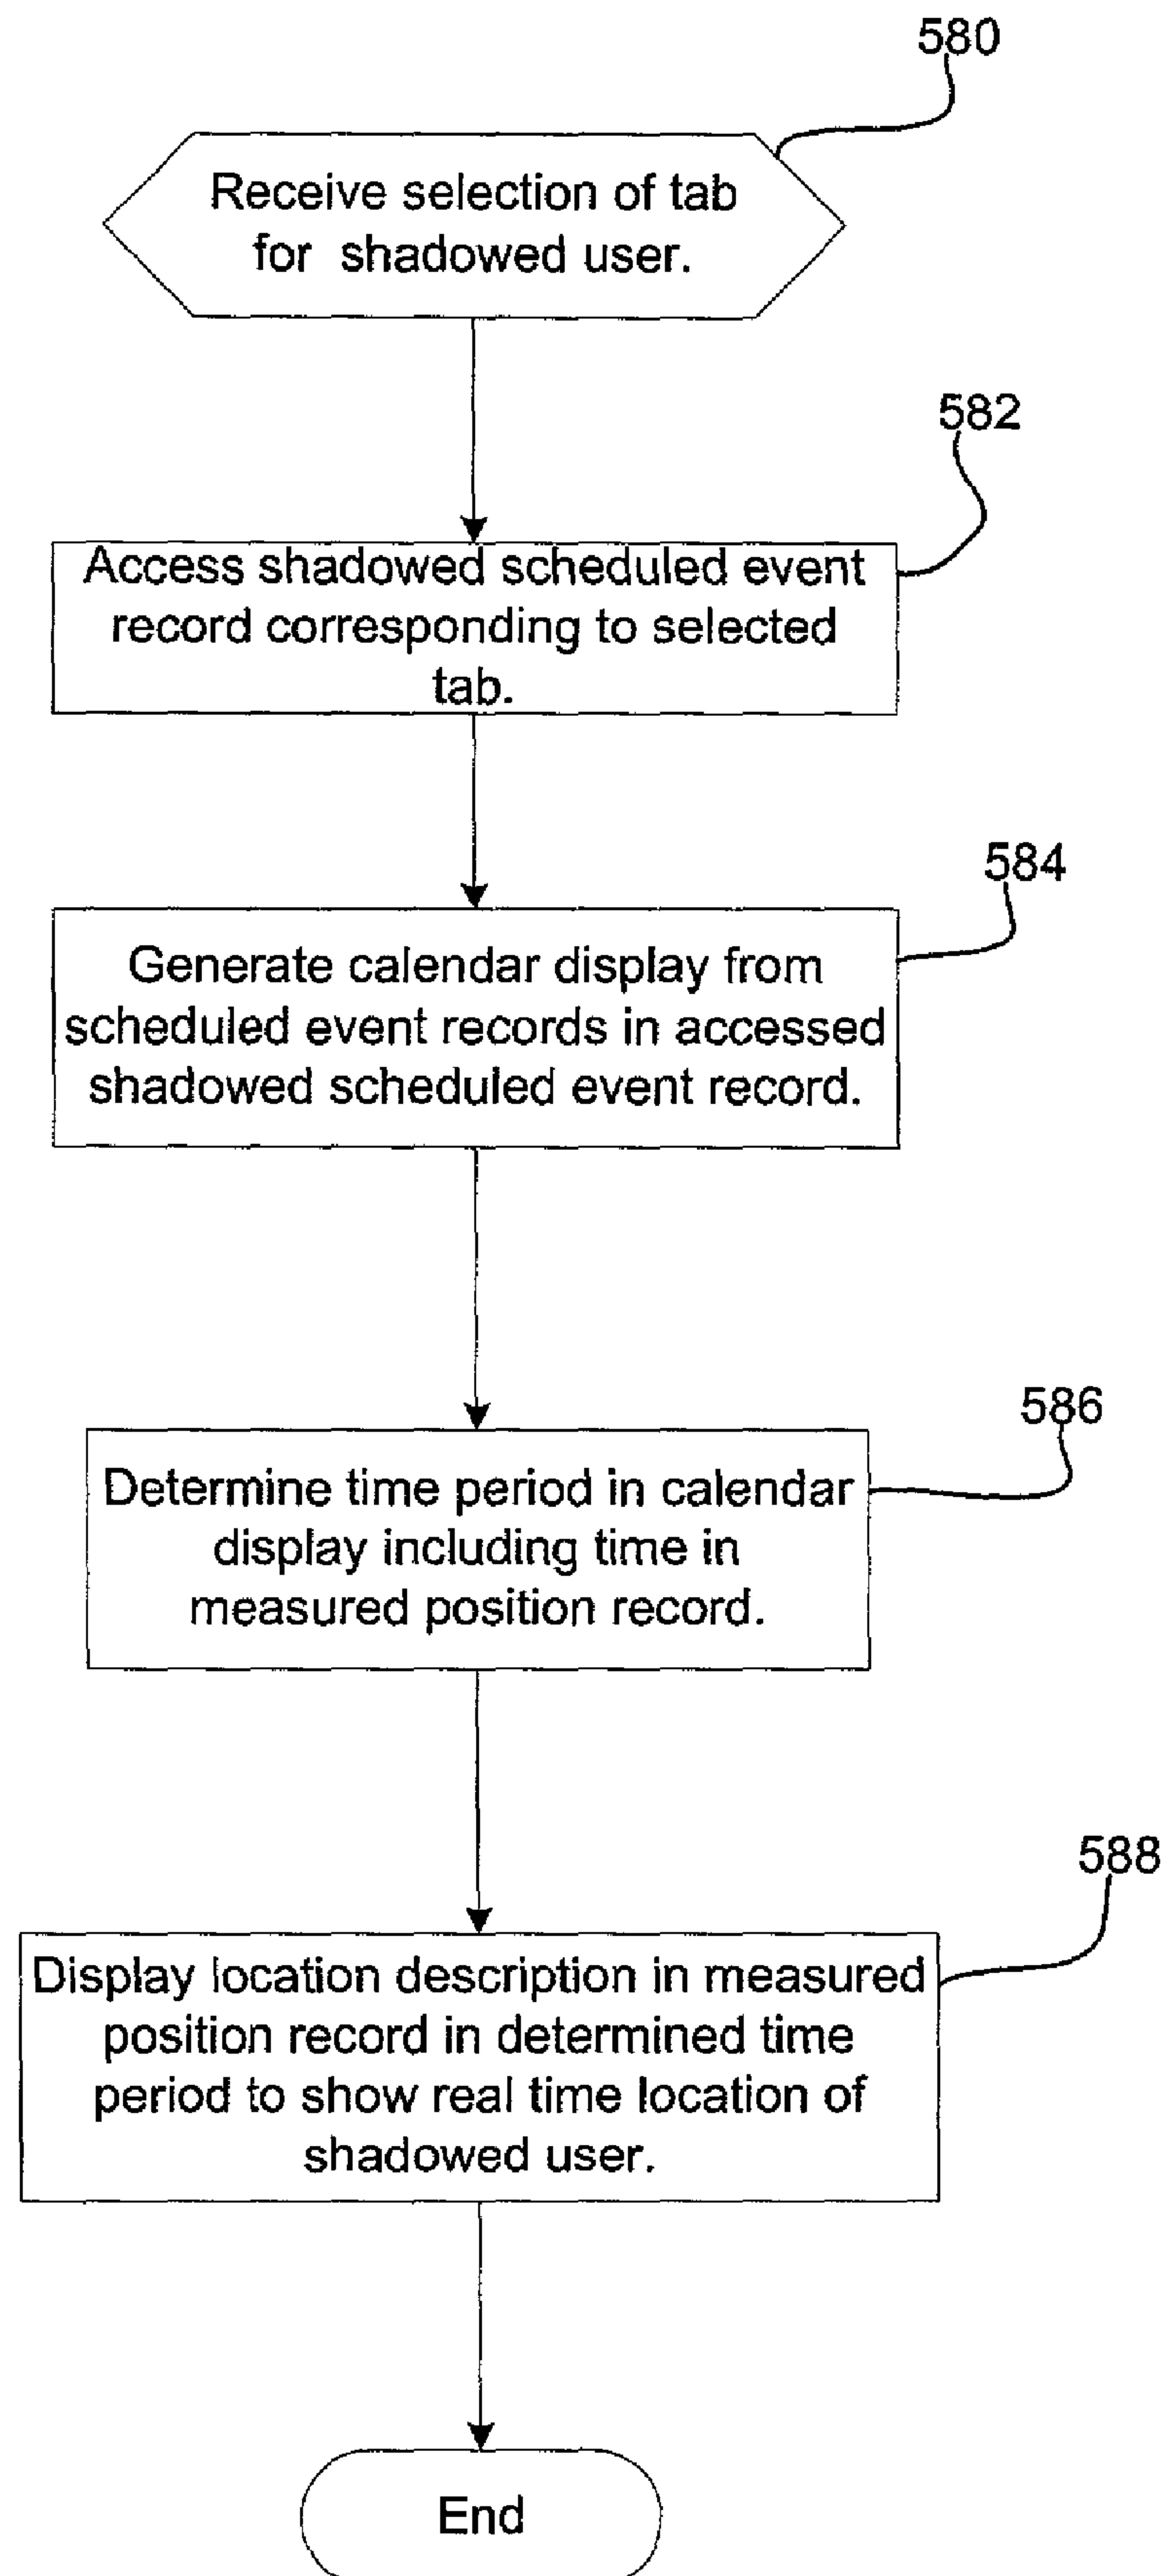 580
Receive selection of tab
for shadowed user.
582
Access shadowed scheduled event
record corresponding to selected
tab.
584
Generate calendar display from
scheduled event records in accessed
shadowed scheduled event record.
586
Determine time period in calendar
display including time in
measured position record.
588
Display location description in measured
position record in determined time
period to show real time location of
shadowed user.
End